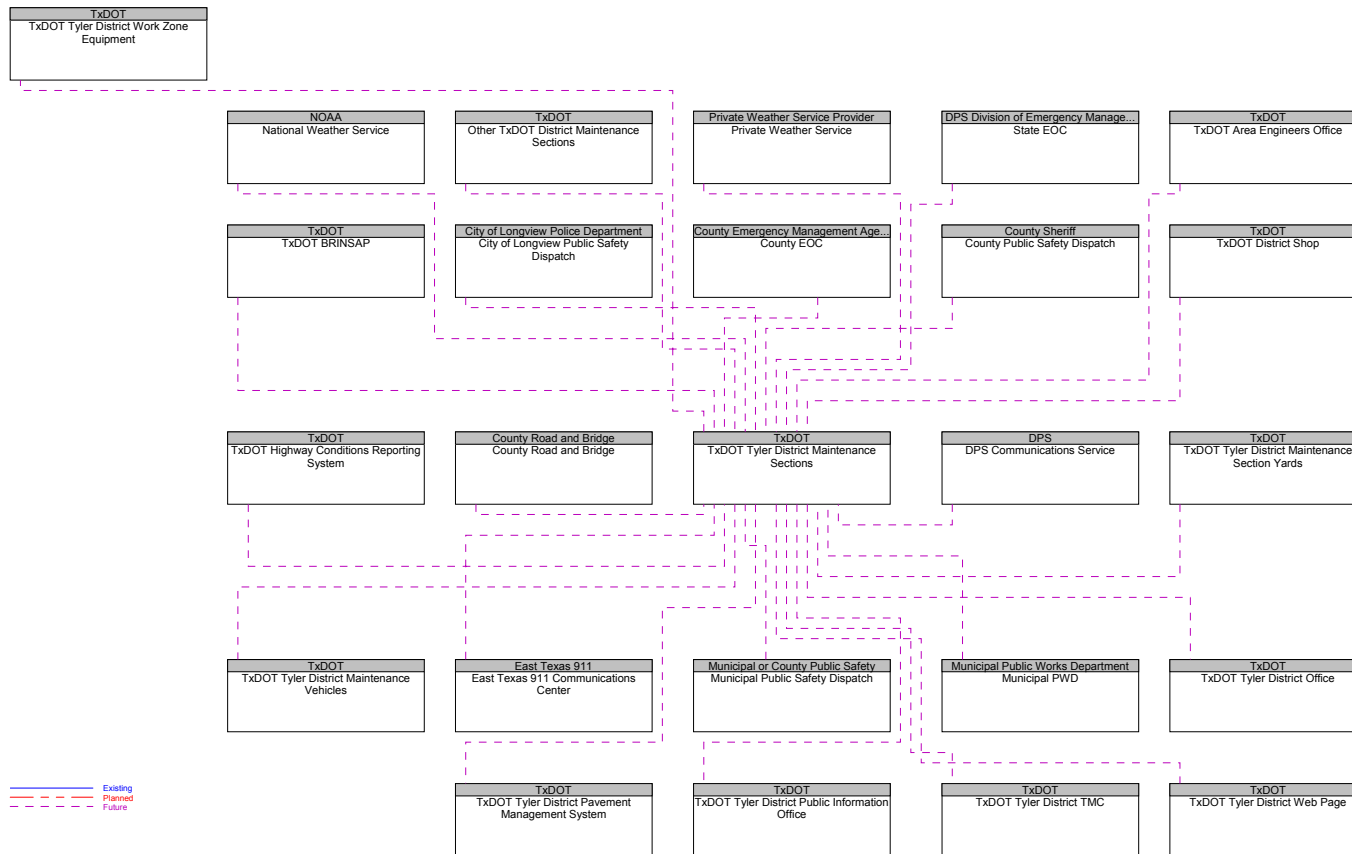 TxDOT
TxDOT Tyler District Work Zone
Equipment
NOAA
National Weather Service
TxDOT
Other TxDOT District Maintenance
Sections
Private Weather Service Provider
Private Weather Service
DPS Division of Emergency Manage...
State EOC
TxDOT
TxDOT Area Engineers Office
TxDOT
TxDOT BRINSAP
City of Longview Police Department
City of Longview Public Safety
Dispatch
County Emergency Management Age...
County EOC
County Sheriff
County Public Safety Dispatch
TxDOT
TxDOT District Shop
TxDOT
TxDOT Highway Conditions Reporting
System
County Road and Bridge
County Road and Bridge
TxDOT
TxDOT Tyler District Maintenance
Sections
DPS
DPS Communications Service
TxDOT
TxDOT Tyler District Maintenance
Section Yards
TxDOT
TxDOT Tyler District Maintenance
Vehicles
East Texas 911
East Texas 911 Communications
Center
Municipal or County Public Safety
Municipal Public Safety Dispatch
Municipal Public Works Department
Municipal PWD
TxDOT
TxDOT Tyler District Office
Existing
Planned
Future
TxDOT
TxDOT Tyler District Pavement
Management System
TxDOT
TxDOT Tyler District Public Information
Office
TxDOT
TxDOT Tyler District TMC
TxDOT
TxDOT Tyler District Web Page